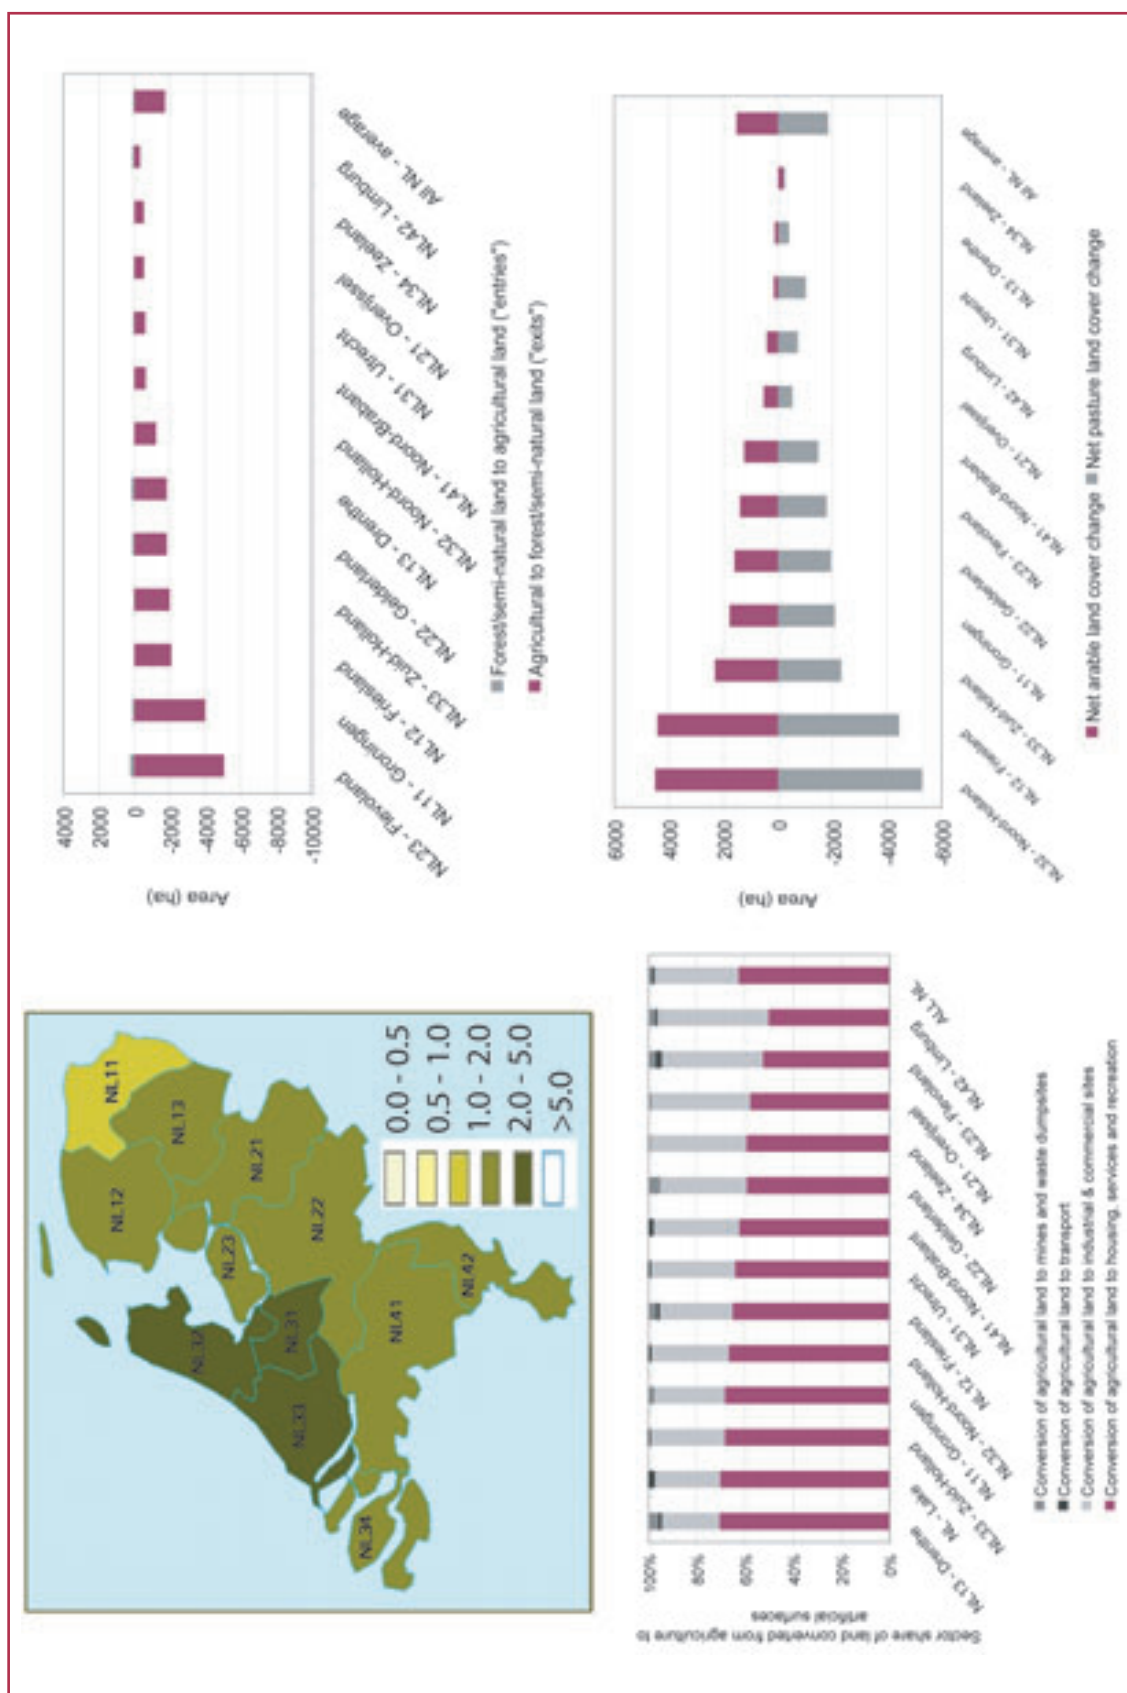 NL11
NL12
NL13
NL21
NL22
NL23
NL32
NL31
NL33
NL41
NL42
NL34
0.0 - 0.5
0.5 - 1.0
1.0 - 2.0
2.0 - 5.0
>5.0
4000
2000
0
-2000
-4000
-6000
-8000
-10000
Area (ha)
NL23 - Flevoland
NL11 - Groningen
NL12 - Friesland
NL33 - Zuid-Holland
NL22 - Gelderland
NL13 - Drenthe
NL32 - Noord-Holland
NL41 - Noord-Brabant
NL31 - Utrecht
NL21 - Overijssel
NL34 - Zeeland
NL42 - Limburg
All NL - average
Forest/semi-natural land to agricultural land ("entries")
Agricultural to forest/semi-natural land ("exits")
Sector share of land converted from agriculture to
artificial surfaces
100%
80%
60%
40%
20%
0%
NL13 - Drenthe
NL - Lake
NL33 - Zuid-Holland
NL11 - Groningen
NL32 - Noord-Holland
NL12 - Friesland
NL31 - Utrecht
NL41 - Noord-Brabant
NL22 - Gelderland
NL34 - Zeeland
NL21 - Overijssel
NL23 - Flevoland
NL42 - Limburg
ALL NL
Conversion of agricultural land to mines and waste dumpsites
Conversion of agricultural land to transport
Conversion of agricultural land to industrial & commercial sites
Conversion of agricultural land to housing, services and recreation
6000
4000
2000
0
-2000
-4000
-6000
Area (ha)
NL32 - Noord-Holland
NL12 - Friesland
NL33 - Zuid-Holland
NL11 - Groningen
NL22 - Gelderland
NL23 - Flevoland
NL41 - Noord-Brabant
NL21 - Overijssel
NL42 - Limburg
NL31 - Utrecht
NL13 - Drenthe
NL34 - Zeeland
All NL - average
Net arable land cover change
Net pasture land cover change